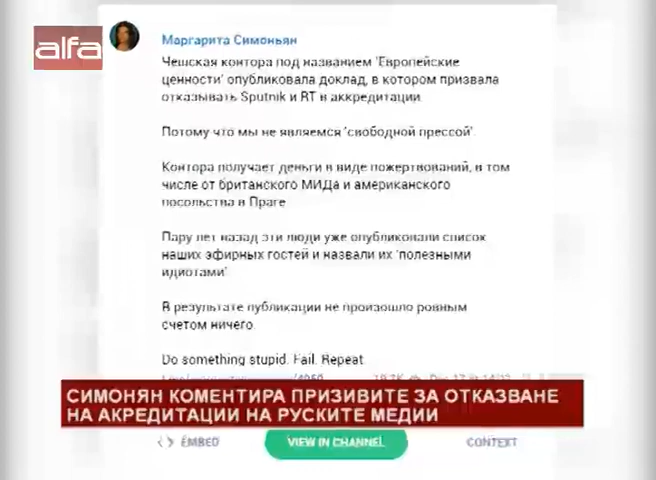 alfa
Маргарита Симоньян
Чешская контора под названием 'Европейские
ценности' опубликовала доклад, в котором призвала
отказывать Sputnik и RT в аккредитации
Потому что мы не являемся 'свободной прессой'
Контора получает деньги в виде пожертвований, в том
числе от британского МИДа и американского
посольства в Праге
Пару лет назад эти люди уже опубликовали список
наших эфирных гостей и назвали их 'полезными
идиотами'
В результате публикации не произошло ровным
счетом ничего
Do something stupid. Fail. Repeat
СИМОНЯН КОМЕНТИРА ПРИЗИВИТЕ ЗА ОТКАЗВАНЕ
НА АКРЕДИТАЦИИ НА РУСКИТЕ МЕДИИ
EMBED
VIEW IN CHANNEL
CONTEXT